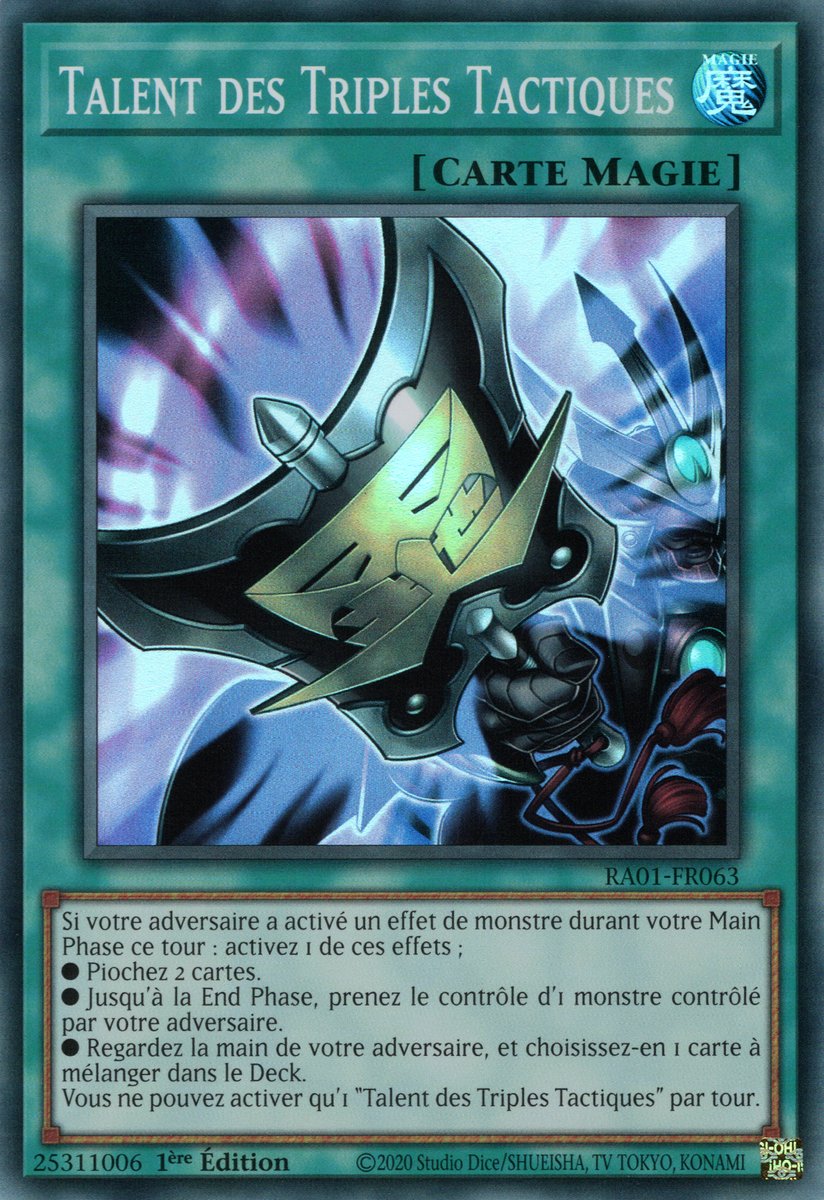 Talent des Triples Tactiques
MAGIE
魔
[Carte Magie]
RA01-FR063
Si votre adversaire a activé un effet de monstre durant votre Main
Phase ce tour : activez 1 de ces effets ;
● Piochez 2 cartes.
● Jusqu'à la End Phase, prenez le contrôle d'1 monstre contrôlé
par votre adversaire.
● Regardez la main de votre adversaire, et choisissez-en 1 carte à
mélanger dans le Deck.
Vous ne pouvez activer qu'1 "Talent des Triples Tactiques" par tour.
25311006 1ère Édition ©2020 Studio Dice/SHUEISHA, TV TOKYO, KONAMI